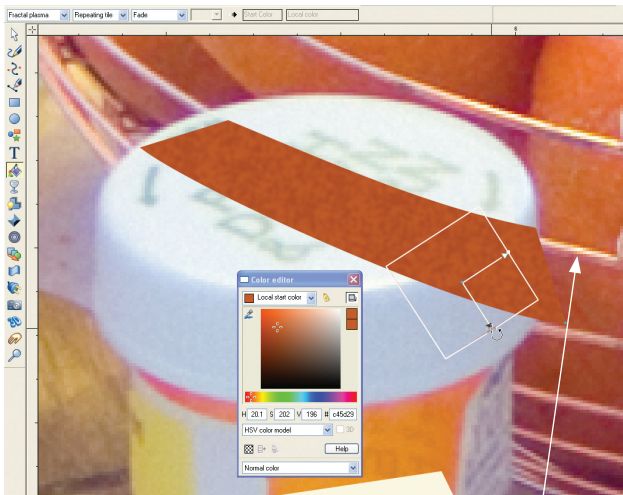 Fractal plasma Repeating tile Fade Start Color Local color
6
T
Color editor
Local start color
H 20.1 S 202 V 196 # c45d29
HSV color model 3D
Help
Normal color